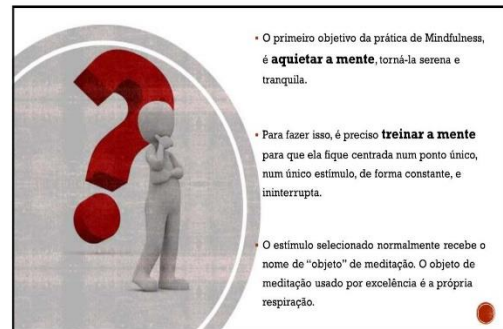 ▪ O primeiro objetivo da prática de Mindfulness,
é aquietar a mente, torná-la serena e
tranquila.
▪ Para fazer isso, é preciso treinar a mente
para que ela fique centrada num ponto único,
num único estímulo, de forma constante, e
ininterrupta.
▪ O estímulo selecionado normalmente recebe o
nome de “objeto” de meditação. O objeto de
meditação usado por excelência é a própria
respiração.